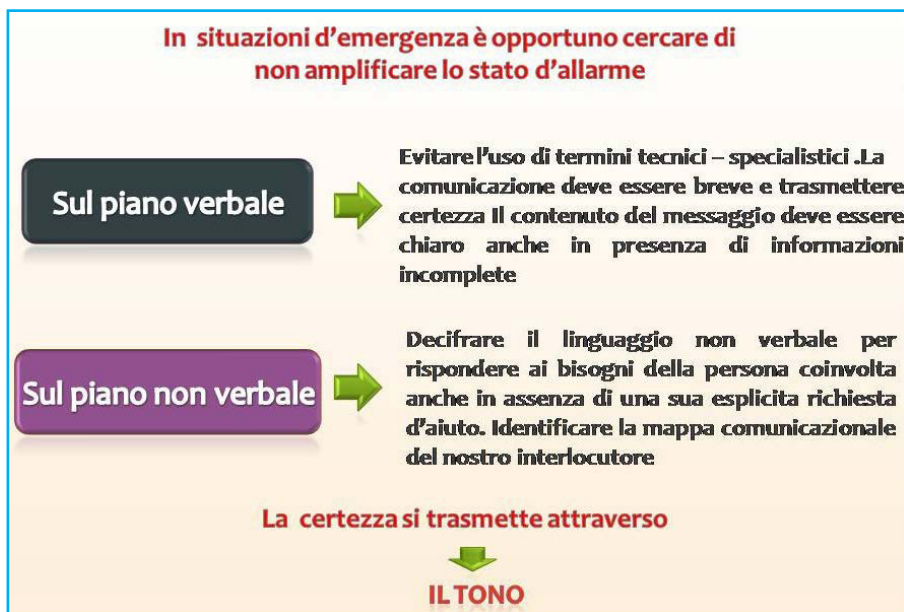 In situazioni d'emergenza è opportuno cercare di
non amplificare lo stato d'allarme
Sul piano verbale
Evitare l'uso di termini tecnici – specialistici .La
comunicazione deve essere breve e trasmettere
certezza Il contenuto del messaggio deve essere
chiaro anche in presenza di informazioni
incomplete
Sul piano non verbale
Decifrare il linguaggio non verbale per
rispondere ai bisogni della persona coinvolta
anche in assenza di una sua esplicita richiesta
d'aiuto. Identificare la mappa comunicazionale
del nostro interlocutore
La certezza si trasmette attraverso
IL TONO